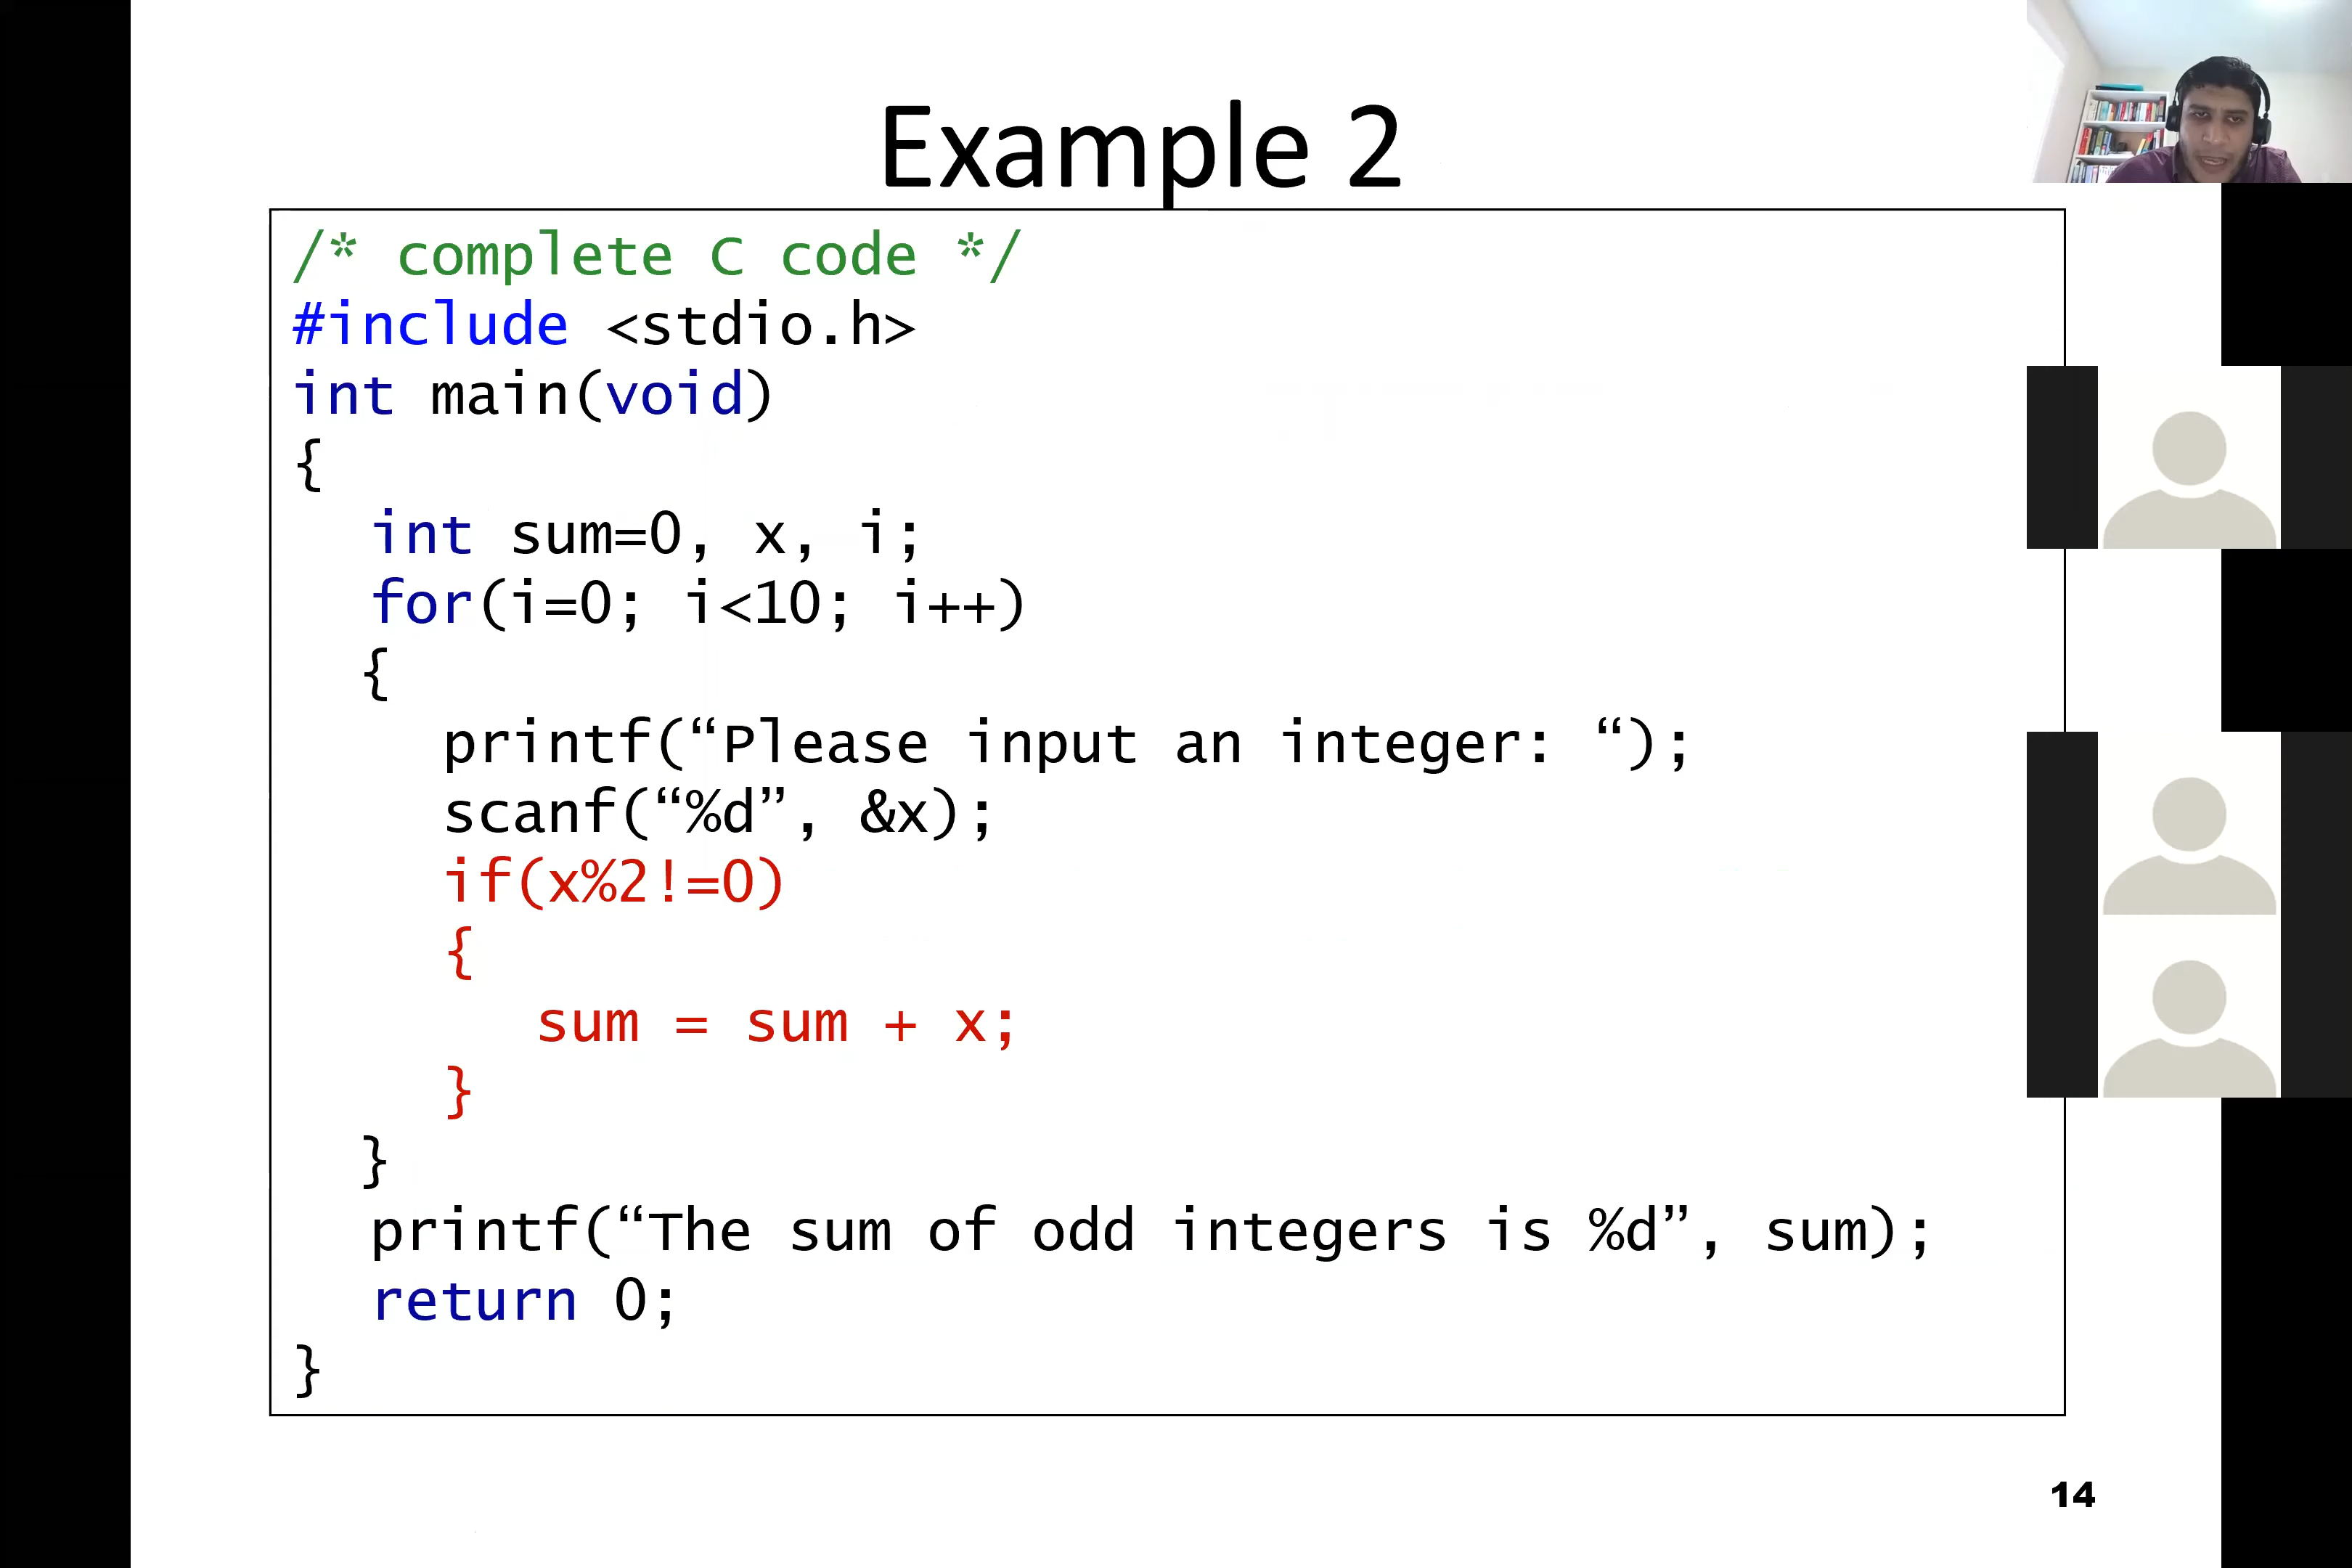 Example 2
/* complete C code */
#include <stdio.h>
int main(void)
{
int sum=0, x, i;
for(i=0; i<10; i++)
{
printf(“Please input an integer: “);
scanf(“%d”, &x);
if(x%2!=0)
{
sum = sum + x;
}
}
printf(“The sum of odd integers is %d”, sum);
return 0;
}
14